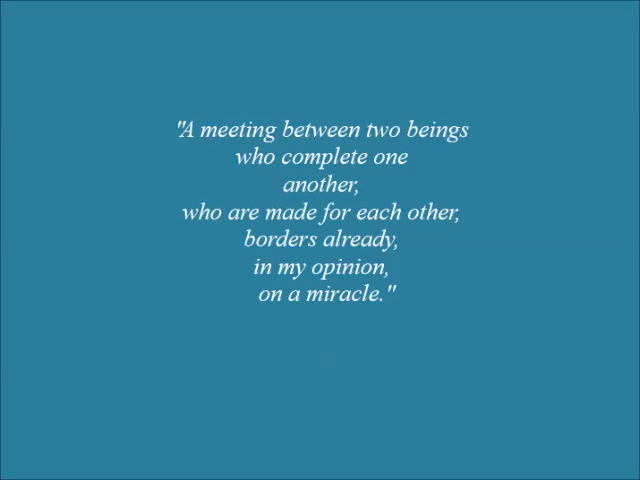 "A meeting between two beings
who complete one
another,
who are made for each other,
borders already,
in my opinion,
on a miracle."